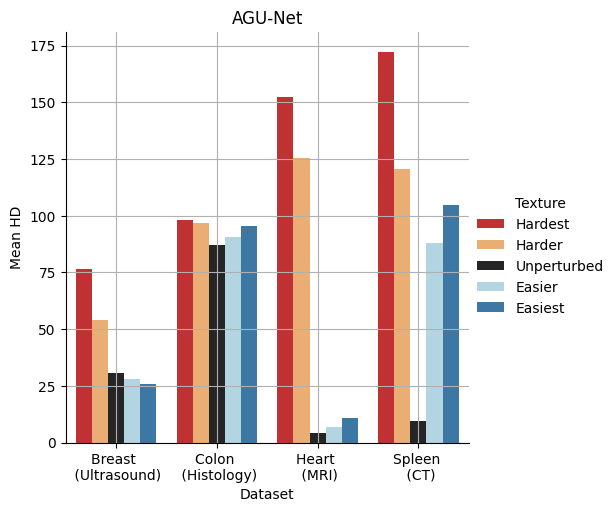 AGU-Net
175
150
125
100
75
50
25
0
Mean HD
Breast
(Ultrasound)
Colon
(Histology)
Heart
(MRI)
Spleen
(CT)
Dataset
Texture
Hardest
Harder
Unperturbed
Easier
Easiest